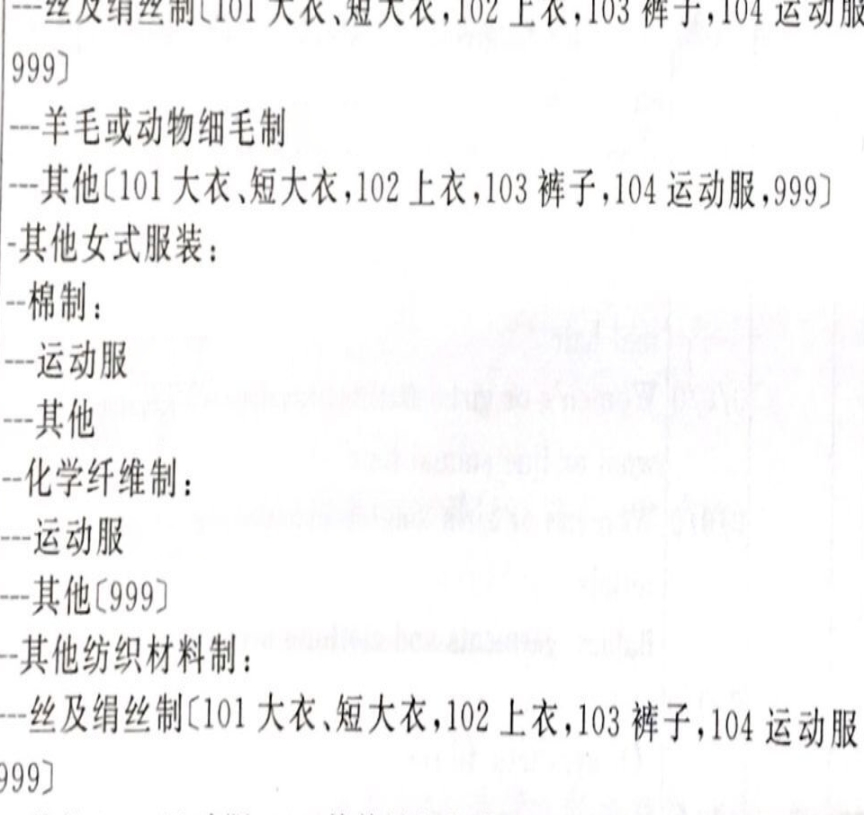 ---丝及绢丝制〔101 大衣、短大衣,102 上衣,103 裤子,104 运动服
999〕
---羊毛或动物细毛制
---其他〔101 大衣、短大衣,102 上衣,103 裤子,104 运动服,999〕
-其他女式服装:
--棉制:
---运动服
---其他
--化学纤维制:
---运动服
---其他〔999〕
--其他纺织材料制:
---丝及绢丝制〔101 大衣、短大衣,102 上衣,103 裤子,104 运动服
999〕